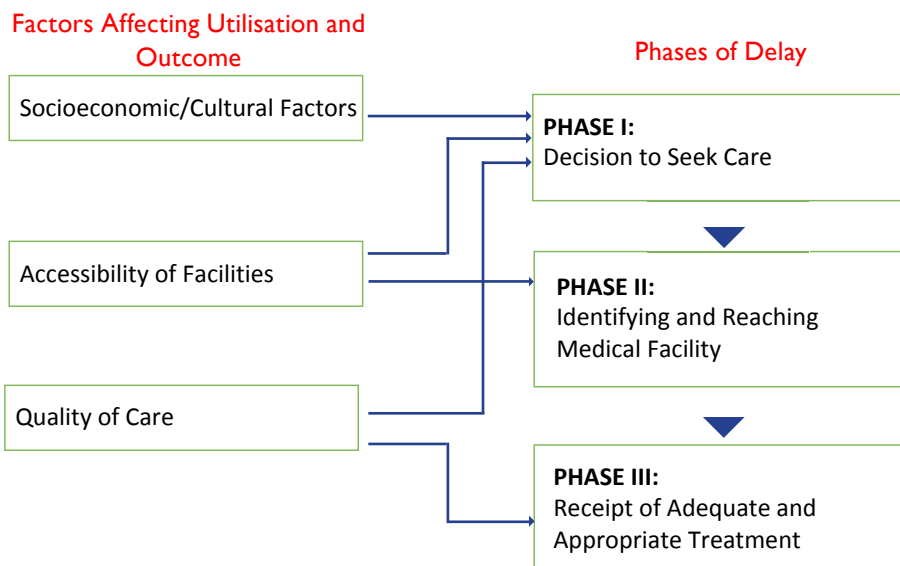 Factors Affecting Utilisation and
Outcome
Socioeconomic/Cultural Factors
Accessibility of Facilities
Quality of Care
Phases of Delay
PHASE I:
Decision to Seek Care
PHASE II:
Identifying and Reaching
Medical Facility
PHASE III:
Receipt of Adequate and
Appropriate Treatment